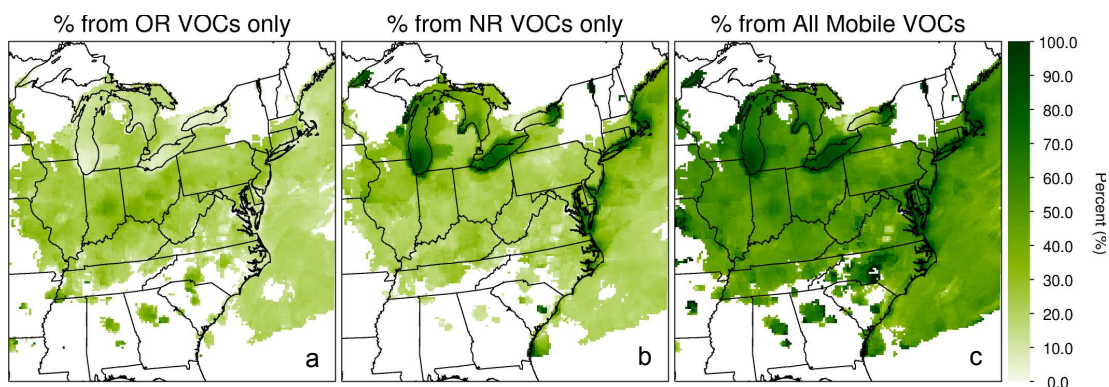 % from OR VOCs only
% from NR VOCs only
% from All Mobile VOCs
a
b
c
100.0
90.0
80.0
70.0
60.0
50.0
40.0
30.0
20.0
10.0
0.0
Percent (%)